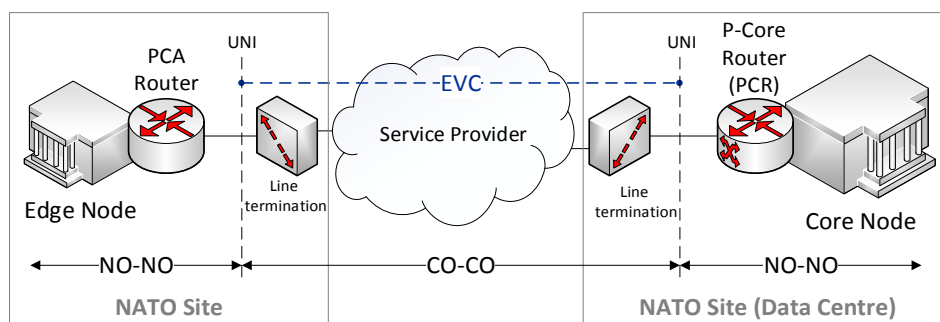 UNI
PCA
Router
EVC
Service Provider
UNI
P-Core
Router
(PCR)
Line
termination
Line
termination
Edge Node
Core Node
NO-NO
CO-CO
NO-NO
NATO Site
NATO Site (Data Centre)